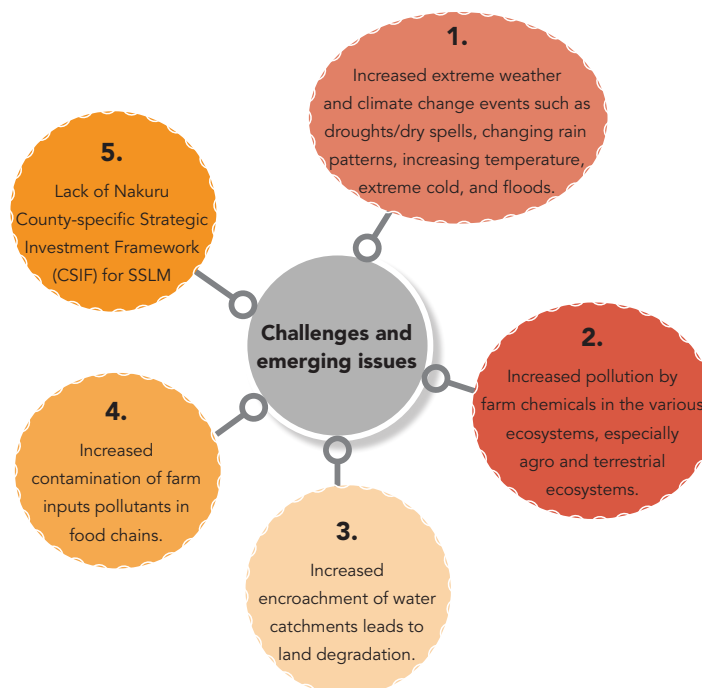 1.
Increased extreme weather
and climate change events such as
droughts/dry spells, changing rain
patterns, increasing temperature,
extreme cold, and floods.
5.
Lack of Nakuru
County-specific Strategic
Investment Framework
(CSIF) for SSLM
Challenges and
emerging issues
2.
Increased pollution by
farm chemicals in the various
ecosystems, especially
agro and terrestrial
ecosystems.
4.
Increased
contamination of farm
inputs pollutants in
food chains.
3.
Increased
encroachment of water
catchments leads to
land degradation.